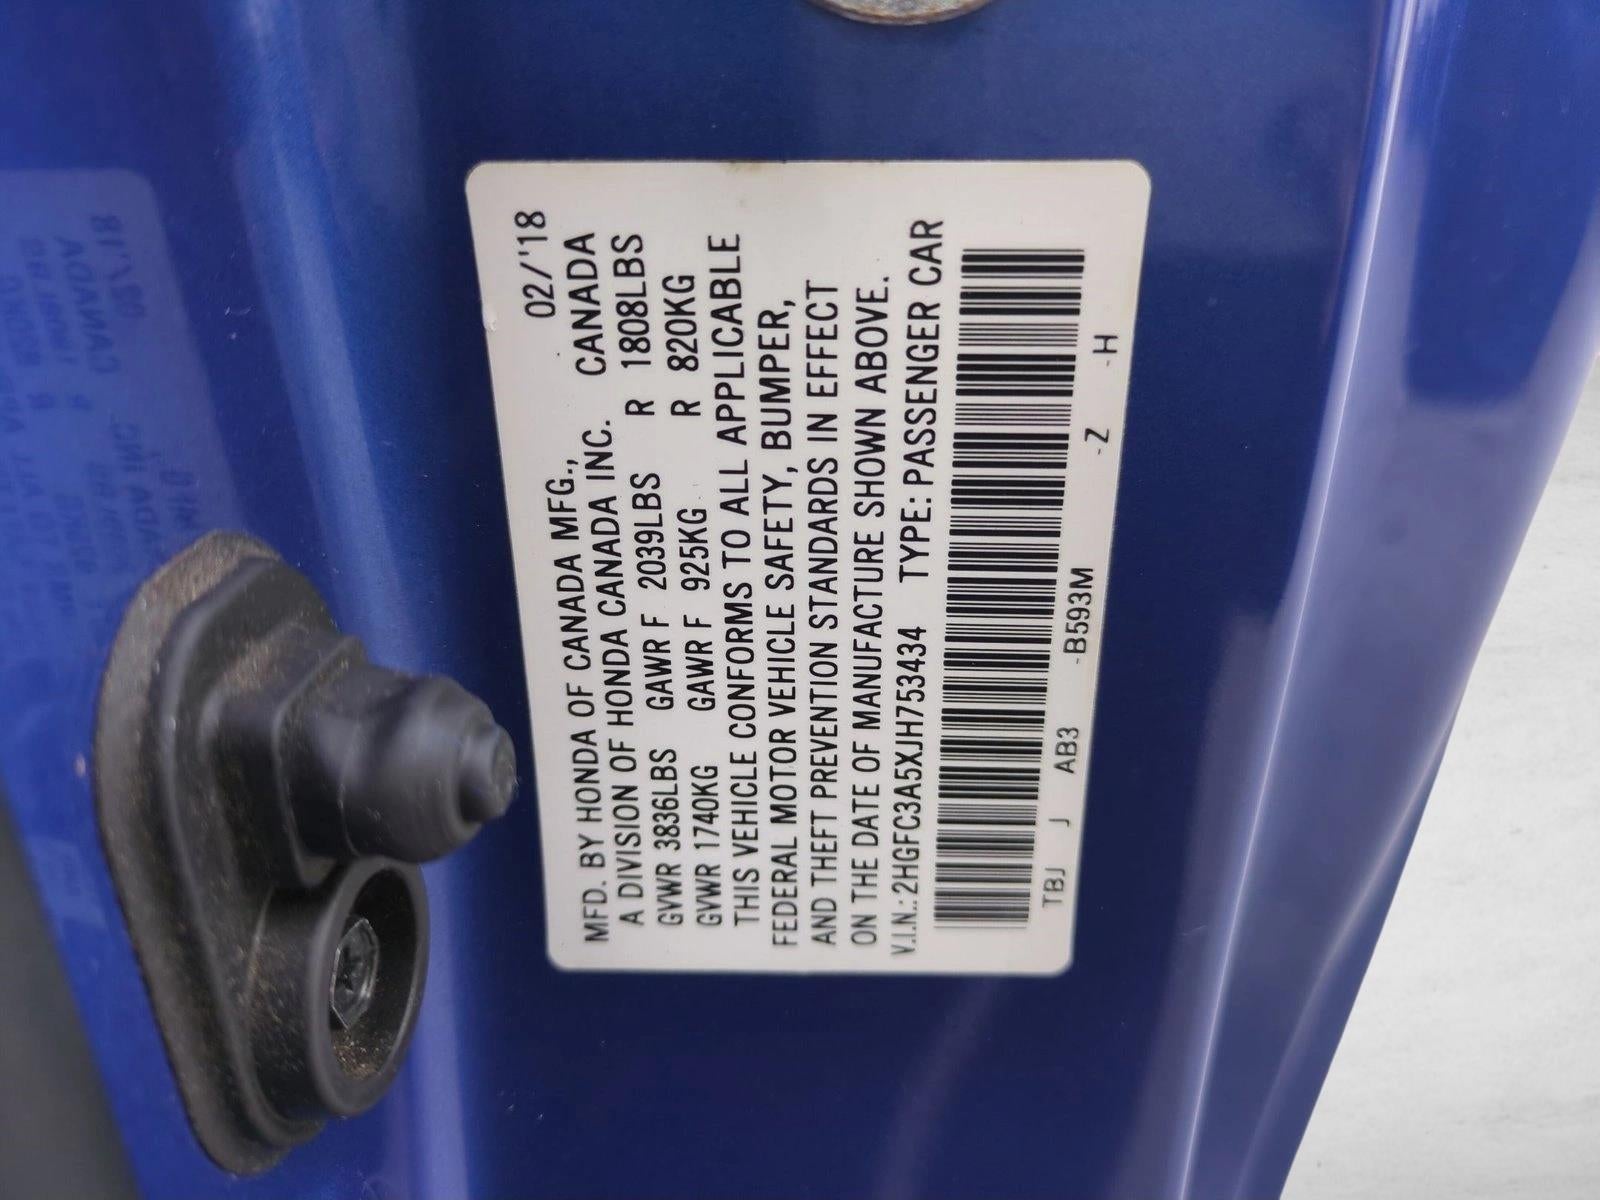 02/'18
MFD. BY HONDA OF CANADA MFG.,
A DIVISION OF HONDA CANADA INC. CANADA
GVWR 3836LBS GAWR F 2039LBS R 1808LBS
GVWR 1740KG GAWR F 925KG R 820KG
THIS VEHICLE CONFORMS TO ALL APPLICABLE
FEDERAL MOTOR VEHICLE SAFETY, BUMPER,
AND THEFT PREVENTION STANDARDS IN EFFECT
ON THE DATE OF MANUFACTURE SHOWN ABOVE.
V.I.N.: 2HGFC3A5XJH753434 TYPE: PASSENGER CAR
TBJ J AB3 -B593M -Z -H